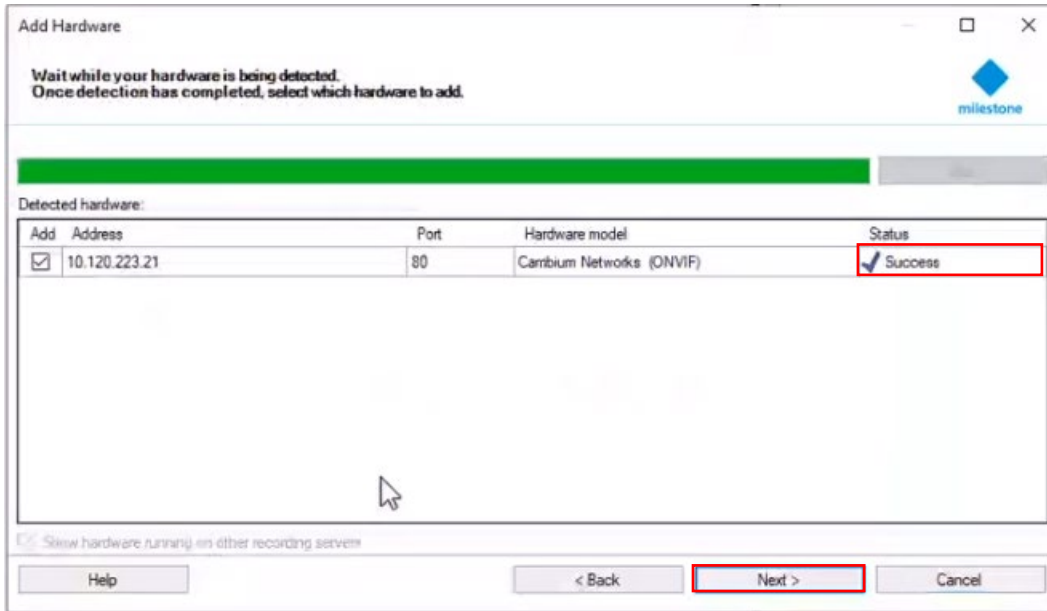 Add Hardware
Wait while your hardware is being detected.
Once detection has completed, select which hardware to add.
milestone
Detected hardware:
Add Address Port Hardware model Status
10.120.223.21 80 Cambium Networks (ONVIF) Success
Show hardware running on other recording servers
Help < Back Next > Cancel